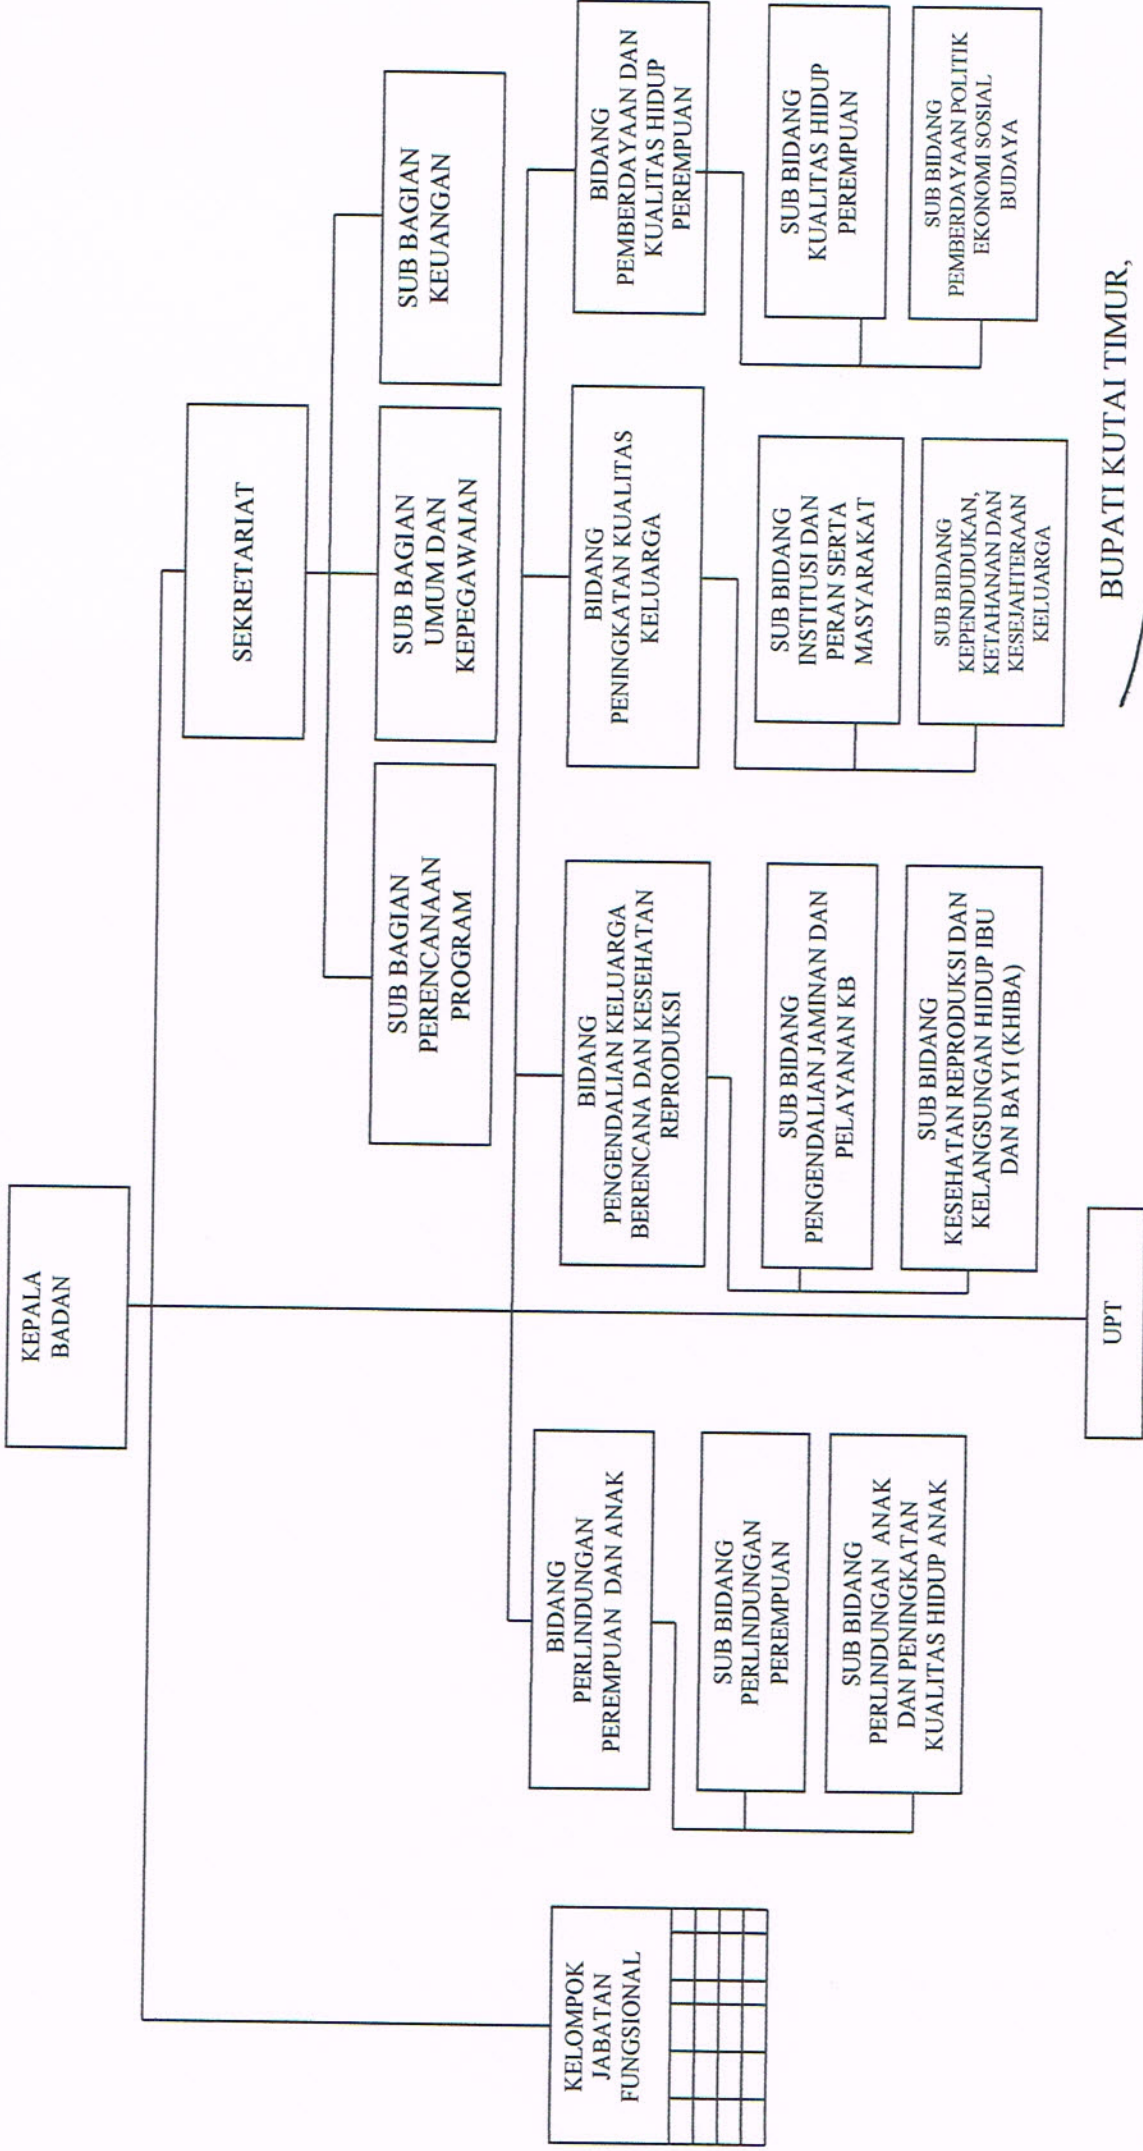 KEPALA
BADAN
SEKRETARIAT
SUB BAGIAN
PERENCANAAN
PROGRAM
SUB BAGIAN
UMUM DAN
KEPEGAWAIAN
SUB BAGIAN
KEUANGAN
KELOMPOK
JABATAN
FUNGSIONAL
BIDANG
PERLINDUNGAN
PEREMPUAN DAN ANAK
SUB BIDANG
PERLINDUNGAN
PEREMPUAN
SUB BIDANG
PERLINDUNGAN ANAK
DAN PENINGKATAN
KUALITAS HIDUP ANAK
BIDANG
PENGENDALIAN KELUARGA
BERENCANA DAN KESEHATAN
REPRODUKSI
SUB BIDANG
PENGENDALIAN JAMINAN DAN
PELAYANAN KB
SUB BIDANG
KESEHATAN REPRODUKSI DAN
KELANGSUNGAN HIDUP IBU
DAN BAYI (KHIBA)
BIDANG
PENINGKATAN KUALITAS
KELUARGA
SUB BIDANG
INSTITUSI DAN
PERAN SERTA
MASYARAKAT
SUB BIDANG
KEPENDUDUKAN,
KETAHANAN DAN
KESEJAHTERAAN
KELUARGA
BIDANG
PEMBERDAYAAN DAN
KUALITAS HIDUP
PEREMPUAN
SUB BIDANG
KUALITAS HIDUP
PEREMPUAN
SUB BIDANG
PEMBERDAYAAN POLITIK
EKONOMI SOSIAL
BUDAYA
UPT
BUPATI KUTAI TIMUR,